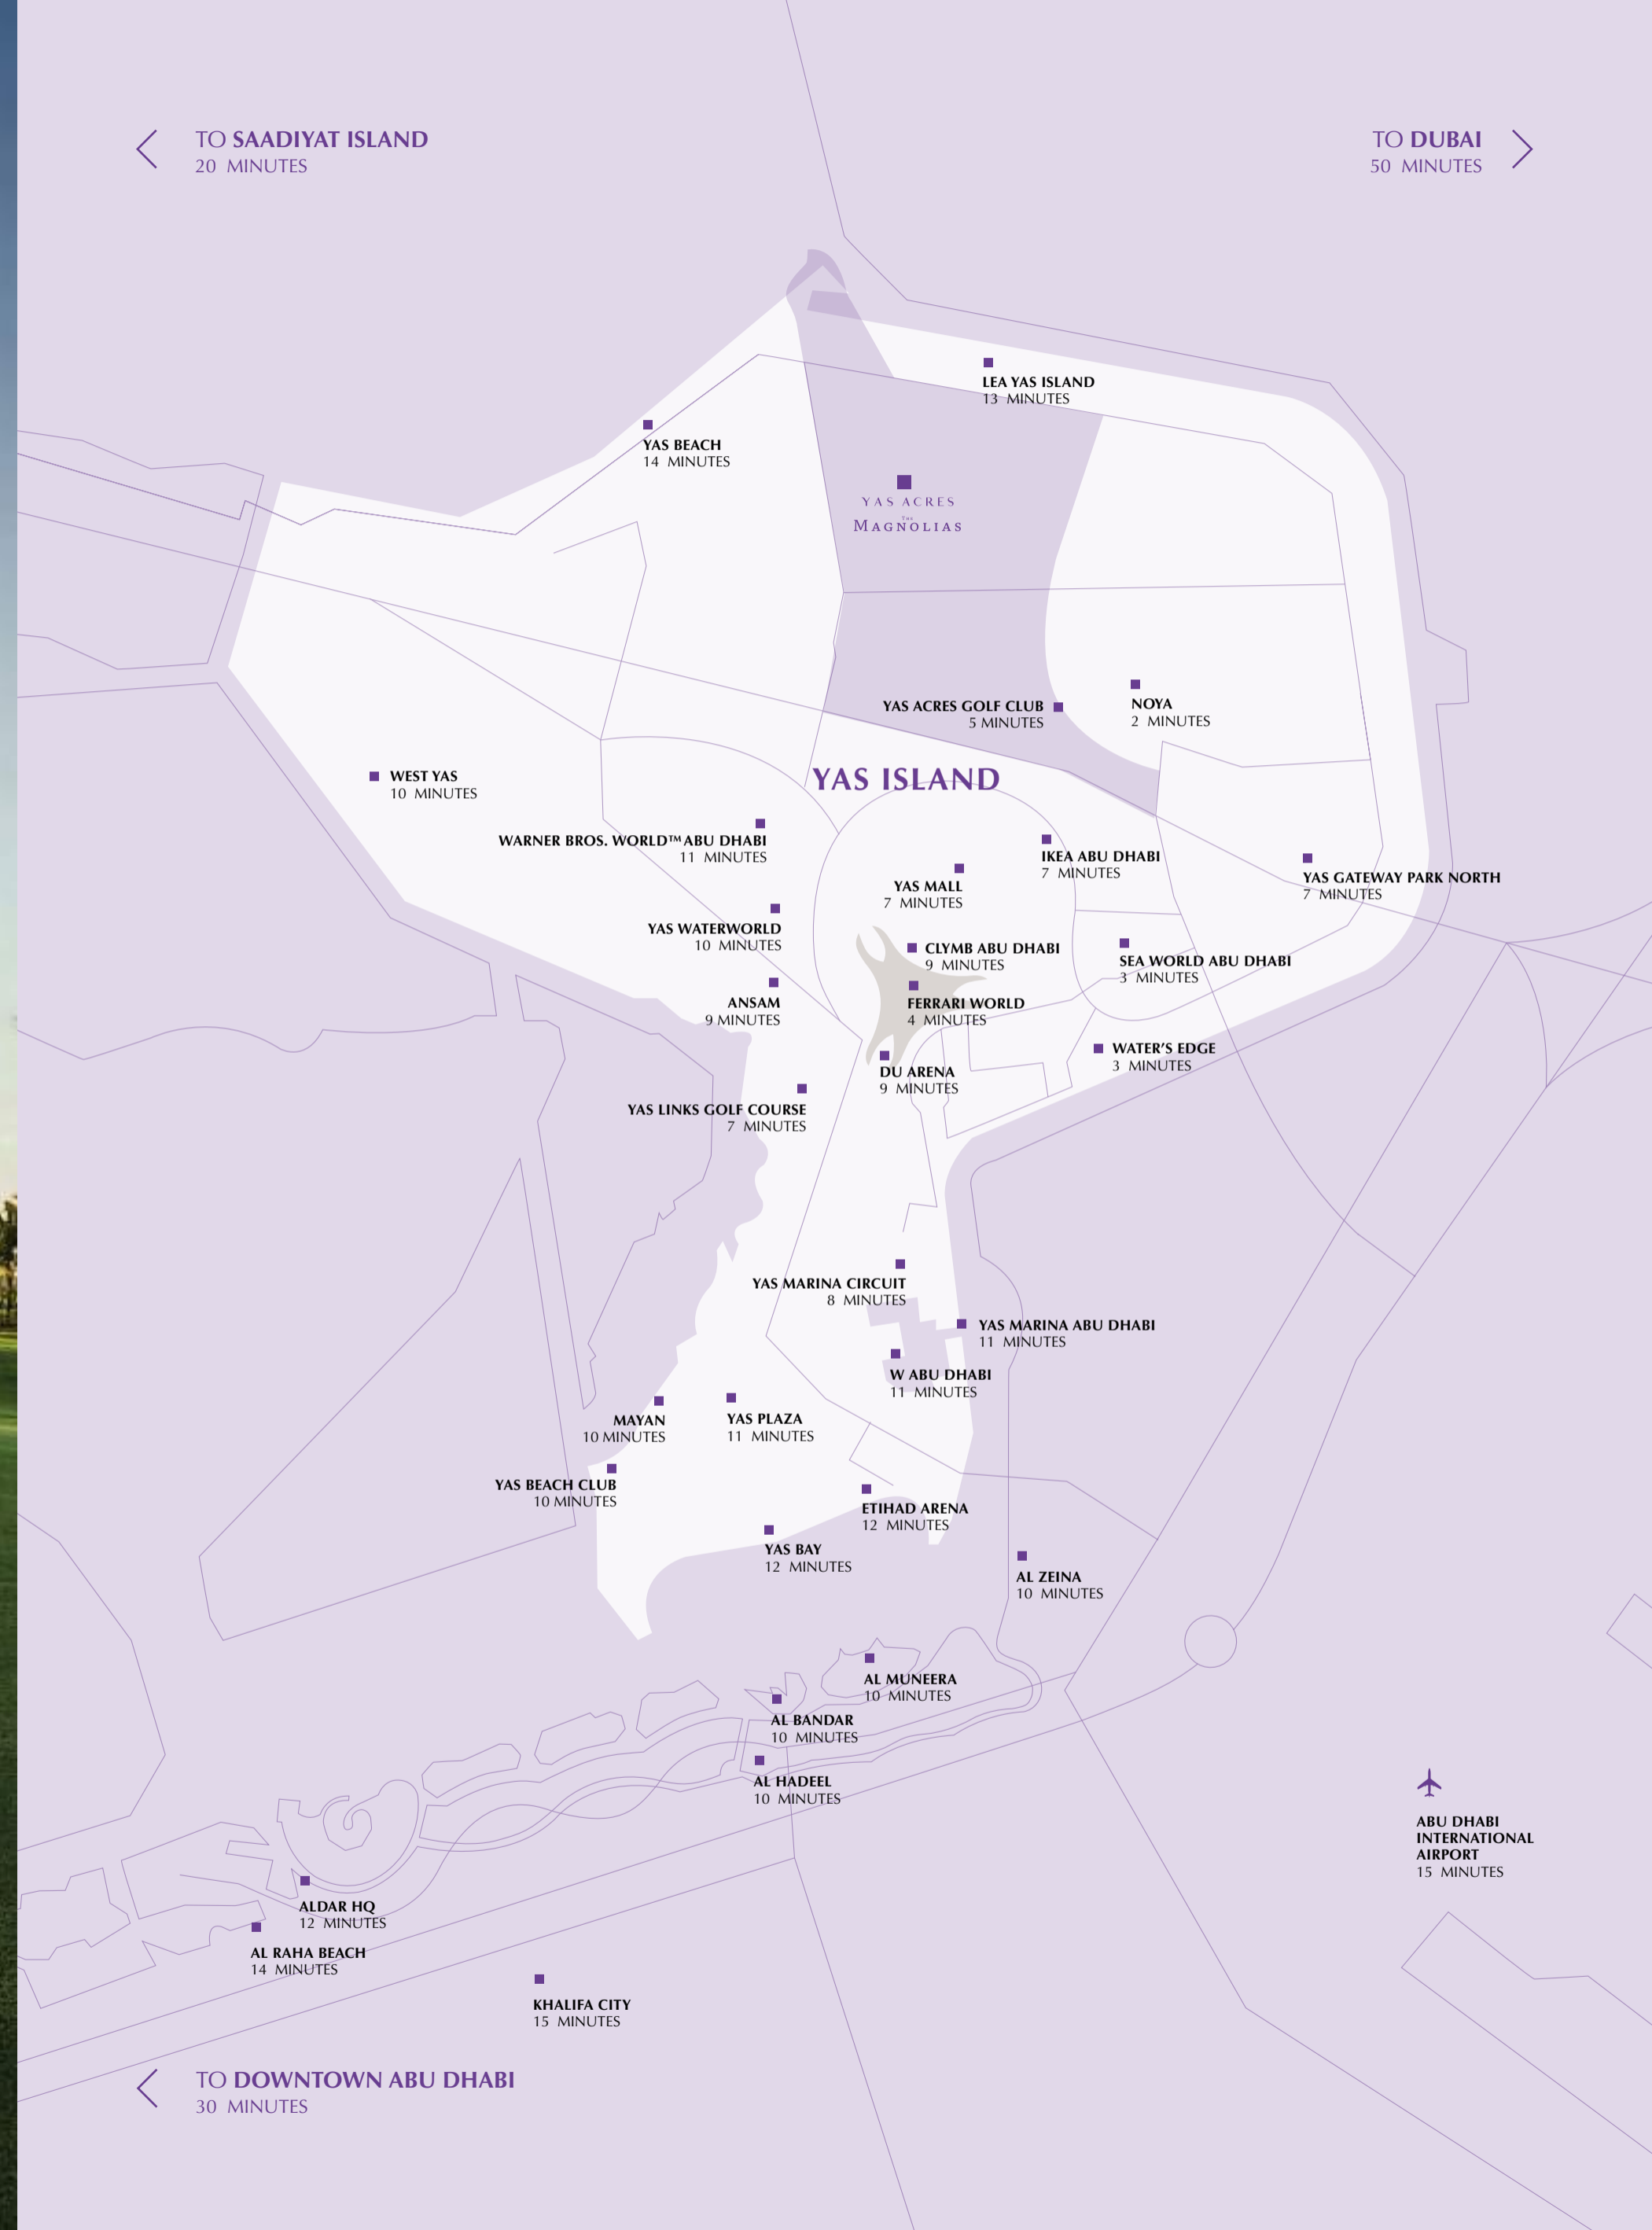 TO SAADIYAT ISLAND
20 MINUTES
TO DUBAI
50 MINUTES
LEA YAS ISLAND
13 MINUTES
YAS BEACH
14 MINUTES
YAS ACRES
THE
MAGNOLIAS
YAS ACRES GOLF CLUB
5 MINUTES
NOYA
2 MINUTES
YAS ISLAND
WEST YAS
10 MINUTES
WARNER BROS. WORLD™ ABU DHABI
11 MINUTES
IKEA ABU DHABI
7 MINUTES
YAS MALL
7 MINUTES
YAS GATEWAY PARK NORTH
7 MINUTES
YAS WATERWORLD
10 MINUTES
CLYMB ABU DHABI
9 MINUTES
SEA WORLD ABU DHABI
3 MINUTES
ANSAM
9 MINUTES
FERRARI WORLD
4 MINUTES
WATER'S EDGE
3 MINUTES
DU ARENA
9 MINUTES
YAS LINKS GOLF COURSE
7 MINUTES
YAS MARINA CIRCUIT
8 MINUTES
YAS MARINA ABU DHABI
11 MINUTES
W ABU DHABI
11 MINUTES
MAYAN
10 MINUTES
YAS PLAZA
11 MINUTES
YAS BEACH CLUB
10 MINUTES
ETIHAD ARENA
12 MINUTES
YAS BAY
12 MINUTES
AL ZEINA
10 MINUTES
AL MUNEERA
10 MINUTES
AL BANDAR
10 MINUTES
AL HADEEL
10 MINUTES
ABU DHABI
INTERNATIONAL
AIRPORT
15 MINUTES
ALDAR HQ
12 MINUTES
AL RAHA BEACH
14 MINUTES
KHALIFA CITY
15 MINUTES
TO DOWNTOWN ABU DHABI
30 MINUTES